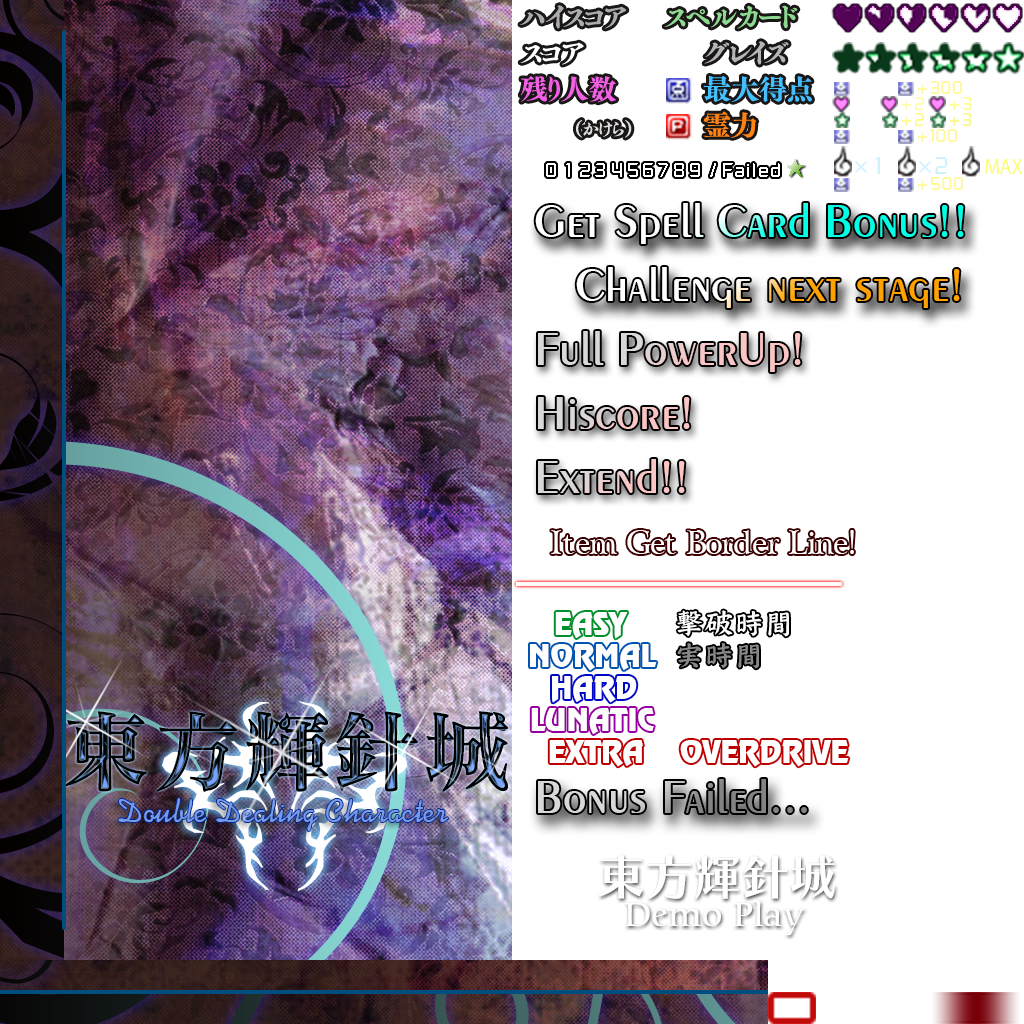 ハイスコア スペルカード
スコア グレイズ
残り人数 最大得点
(かけら) P 霊力
+300
+2 +3
+2 +3
+100
×1 ×2 MAX
+500
0123456789/Failed
Get Spell Card Bonus!!
Challenge next stage!
Full PowerUp!
Hiscore!
Extend!!
Item Get Border Line!
EASY 撃破時間
NORMAL 実時間
HARD
LUNATIC
EXTRA OVERDRIVE
Bonus Failed...
東方輝針城
Demo Play
東方輝針城
Double Dealing Character